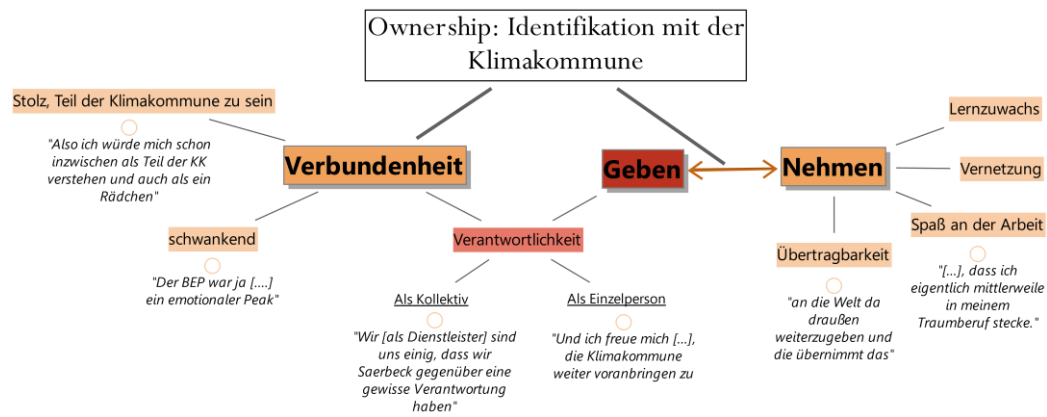 Ownership: Identifikation mit der
Klimakommune
Stolz, Teil der Klimakommune zu sein
"Also ich würde mich schon
inzwischen als Teil der KK
verstehen und auch als ein
Rädchen"
Verbundenheit
schwankend
"Der BEP war ja [....]
ein emotionaler Peak"
Geben
Verantwortlichkeit
Als Kollektiv
"Wir [als Dienstleister] sind
uns einig, dass wir
Saerbeck gegenüber eine
gewisse Verantwortung
haben"
Als Einzelperson
"Und ich freue mich [...],
die Klimakommune
weiter voranbringen zu
Nehmen
Lernzuwachs
Vernetzung
Spaß an der Arbeit
"[...], dass ich
eigentlich mittlerweile
in meinem
Traumberuf stecke."
Übertragbarkeit
"an die Welt da
draußen
weiterzugeben und
die übernimmt das"